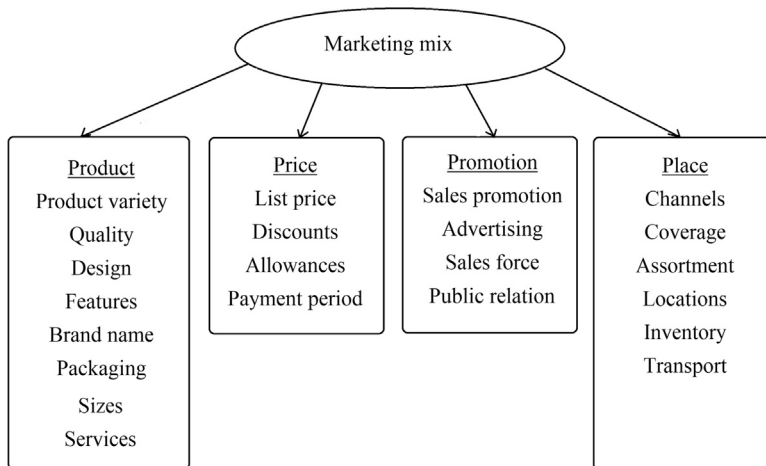 Marketing mix
Product
Product variety
Quality
Design
Features
Brand name
Packaging
Sizes
Services
Price
List price
Discounts
Allowances
Payment period
Promotion
Sales promotion
Advertising
Sales force
Public relation
Place
Channels
Coverage
Assortment
Locations
Inventory
Transport